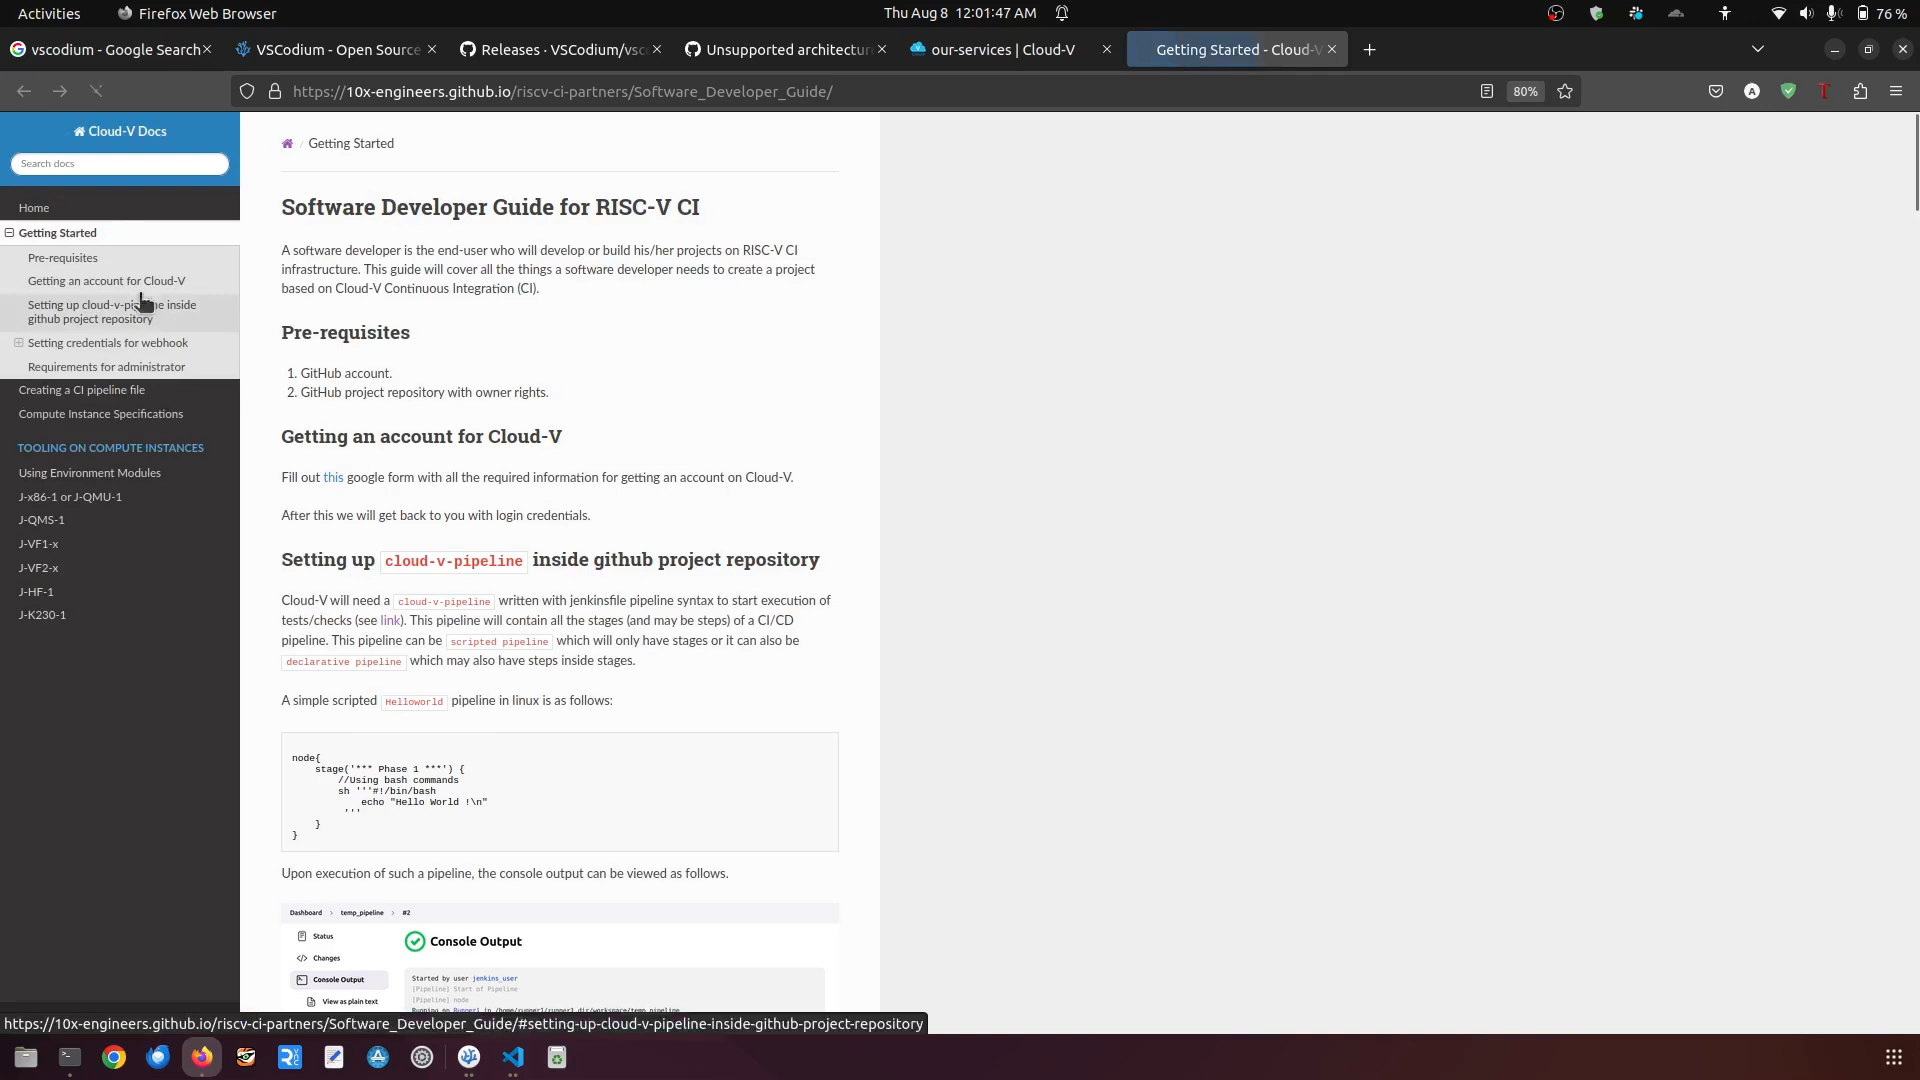 Activities
Firefox Web Browser
Thu Aug 8 12:01:47 AM
76 %
vscodium - Google Search
VSCodium - Open Source
Releases · VSCodium/vsc
Unsupported architecture
our-services | Cloud-V
Getting Started - Cloud-V
https://10x-engineers.github.io/riscv-ci-partners/Software_Developer_Guide/
80%
Cloud-V Docs
Search docs
Home
Getting Started
Pre-requisites
Getting an account for Cloud-V
Setting up cloud-v-pipeline inside
github project repository
Setting credentials for webhook
Requirements for administrator
Creating a CI pipeline file
Compute Instance Specifications
TOOLING ON COMPUTE INSTANCES
Using Environment Modules
J-x86-1 or J-QMU-1
J-QMS-1
J-VF1-x
J-VF2-x
J-HF-1
J-K230-1
/ Getting Started
Software Developer Guide for RISC-V CI
A software developer is the end-user who will develop or build his/her projects on RISC-V CI
infrastructure. This guide will cover all the things a software developer needs to create a project
based on Cloud-V Continuous Integration (CI).
Pre-requisites
1. GitHub account.
2. GitHub project repository with owner rights.
Getting an account for Cloud-V
Fill out this google form with all the required information for getting an account on Cloud-V.
After this we will get back to you with login credentials.
Setting up cloud-v-pipeline inside github project repository
Cloud-V will need a cloud-v-pipeline written with jenkinsfile pipeline syntax to start execution of
tests/checks (see link). This pipeline will contain all the stages (and may be steps) of a CI/CD
pipeline. This pipeline can be scripted pipeline which will only have stages or it can also be
declarative pipeline which may also have steps inside stages.
A simple scripted Helloworld pipeline in linux is as follows:
node{
stage('*** Phase 1 ***') {
//Using bash commands
sh '''#!/bin/bash
echo "Hello World !\n"
'''
}
}
Upon execution of such a pipeline, the console output can be viewed as follows.
Dashboard > temp_pipeline > #2
Status
Changes
Console Output
View as plain text
Console Output
Started by user jenkins_user
[Pipeline] Start of Pipeline
[Pipeline] node
https://10x-engineers.github.io/riscv-ci-partners/Software_Developer_Guide/#setting-up-cloud-v-pipeline-inside-github-project-repository